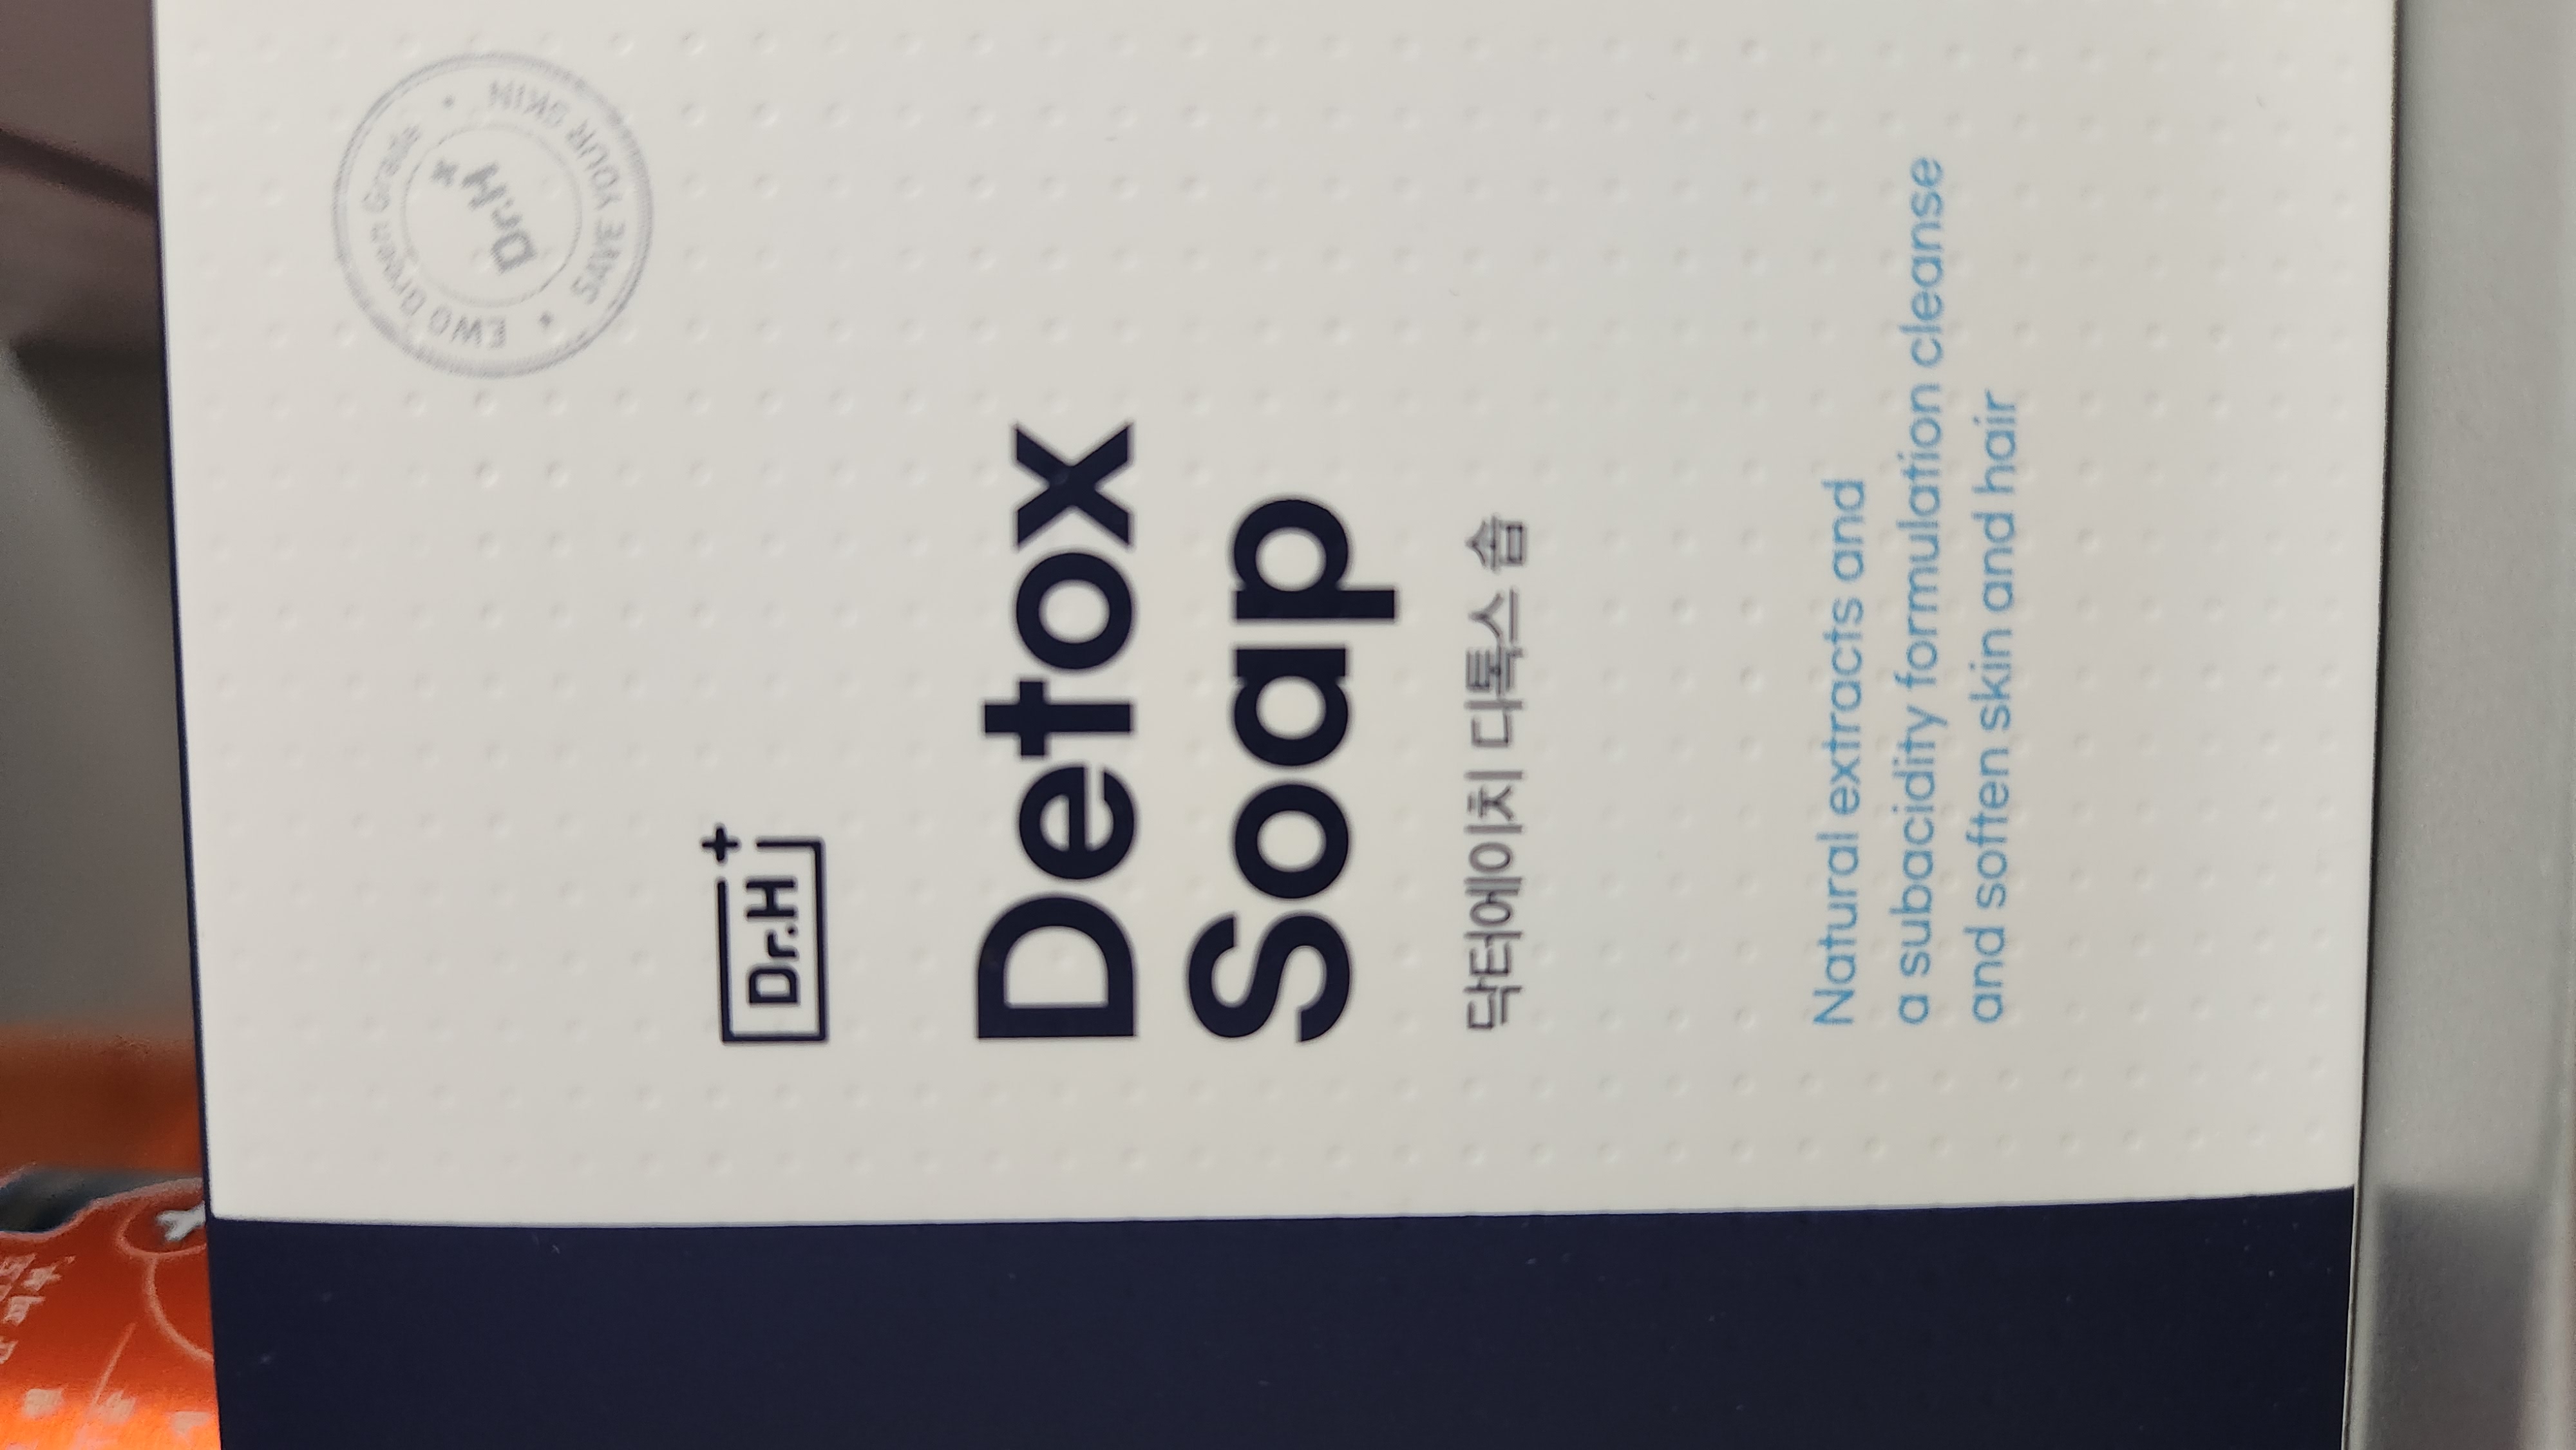 EWG Green Grade
SAVE YOUR SKIN
Dr.H+
Dr.H+
Detox
Soap
닥터에이치 디톡스 솝
Natural extracts and
a subacidity formulation cleanse
and soften skin and hair